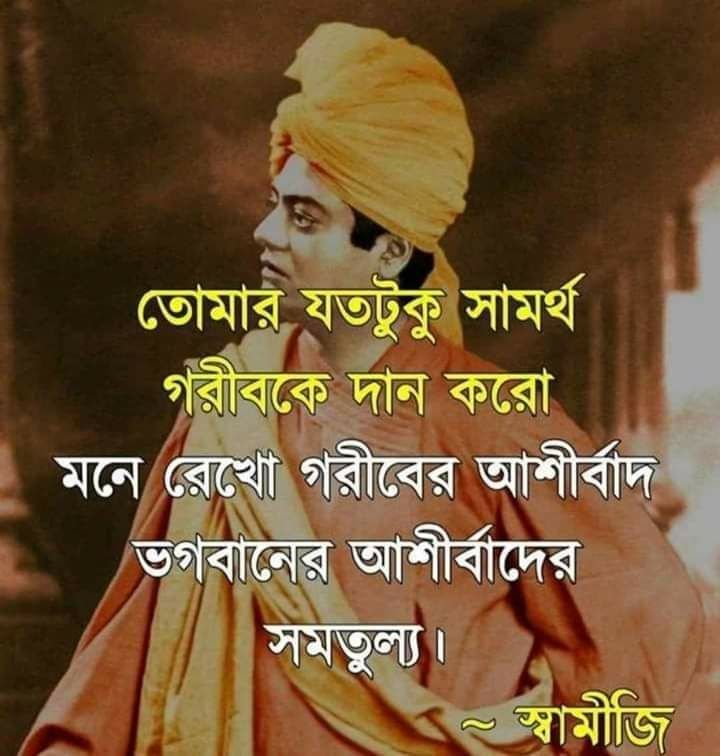 তোমার যতটুকু সামর্থ
গরীবকে দান করো
মনে রেখো গরীবের আশীর্বাদ
ভগবানের আশীর্বাদের
সমতুল্য।
~ স্বামীজি